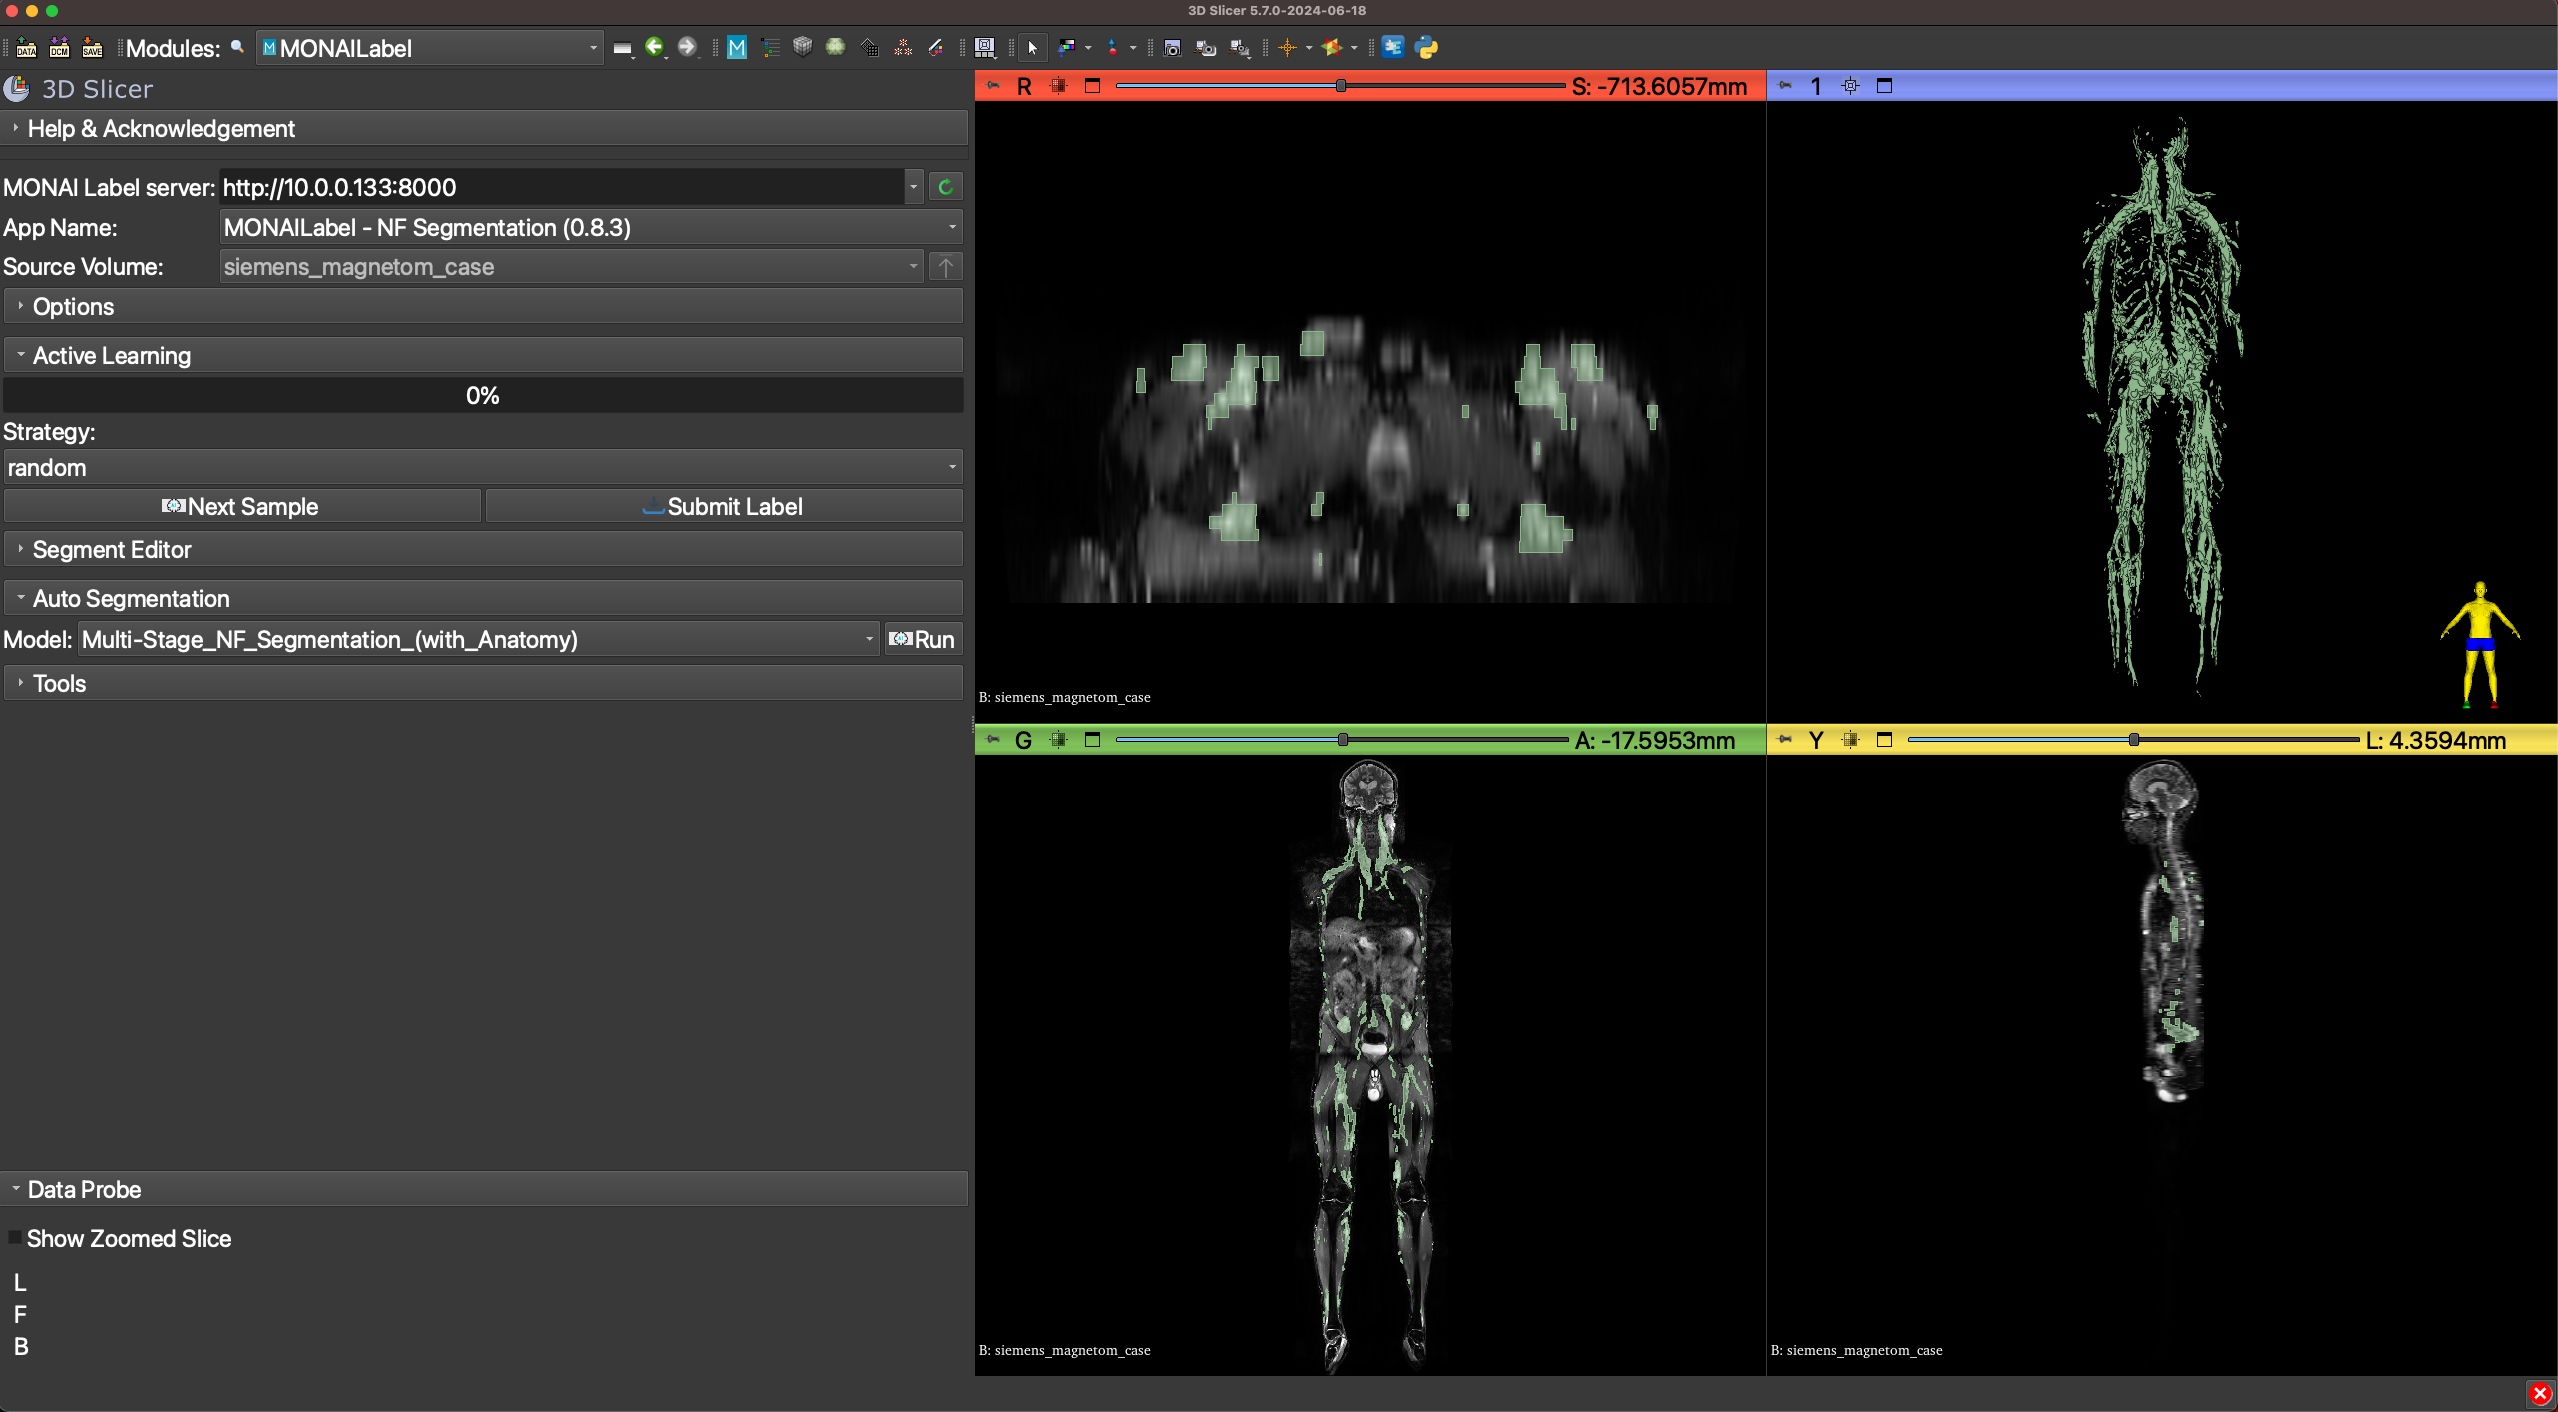 3D Slicer 5.7.0-2024-06-18
DATA DCM SAVE Modules: M MONAILabel M
3D Slicer
Help & Acknowledgement
MONAI Label server: http://10.0.0.133:8000
App Name: MONAILabel - NF Segmentation (0.8.3)
Source Volume: siemens_magnetom_case
Options
Active Learning
0%
Strategy:
random
Next Sample Submit Label
Segment Editor
Auto Segmentation
Model: Multi-Stage_NF_Segmentation_(with_Anatomy) Run
Tools
Data Probe
Show Zoomed Slice
L
F
B
R S: -713.6057mm
B: siemens_magnetom_case
1
G A: -17.5953mm
B: siemens_magnetom_case
Y L: 4.3594mm
B: siemens_magnetom_case